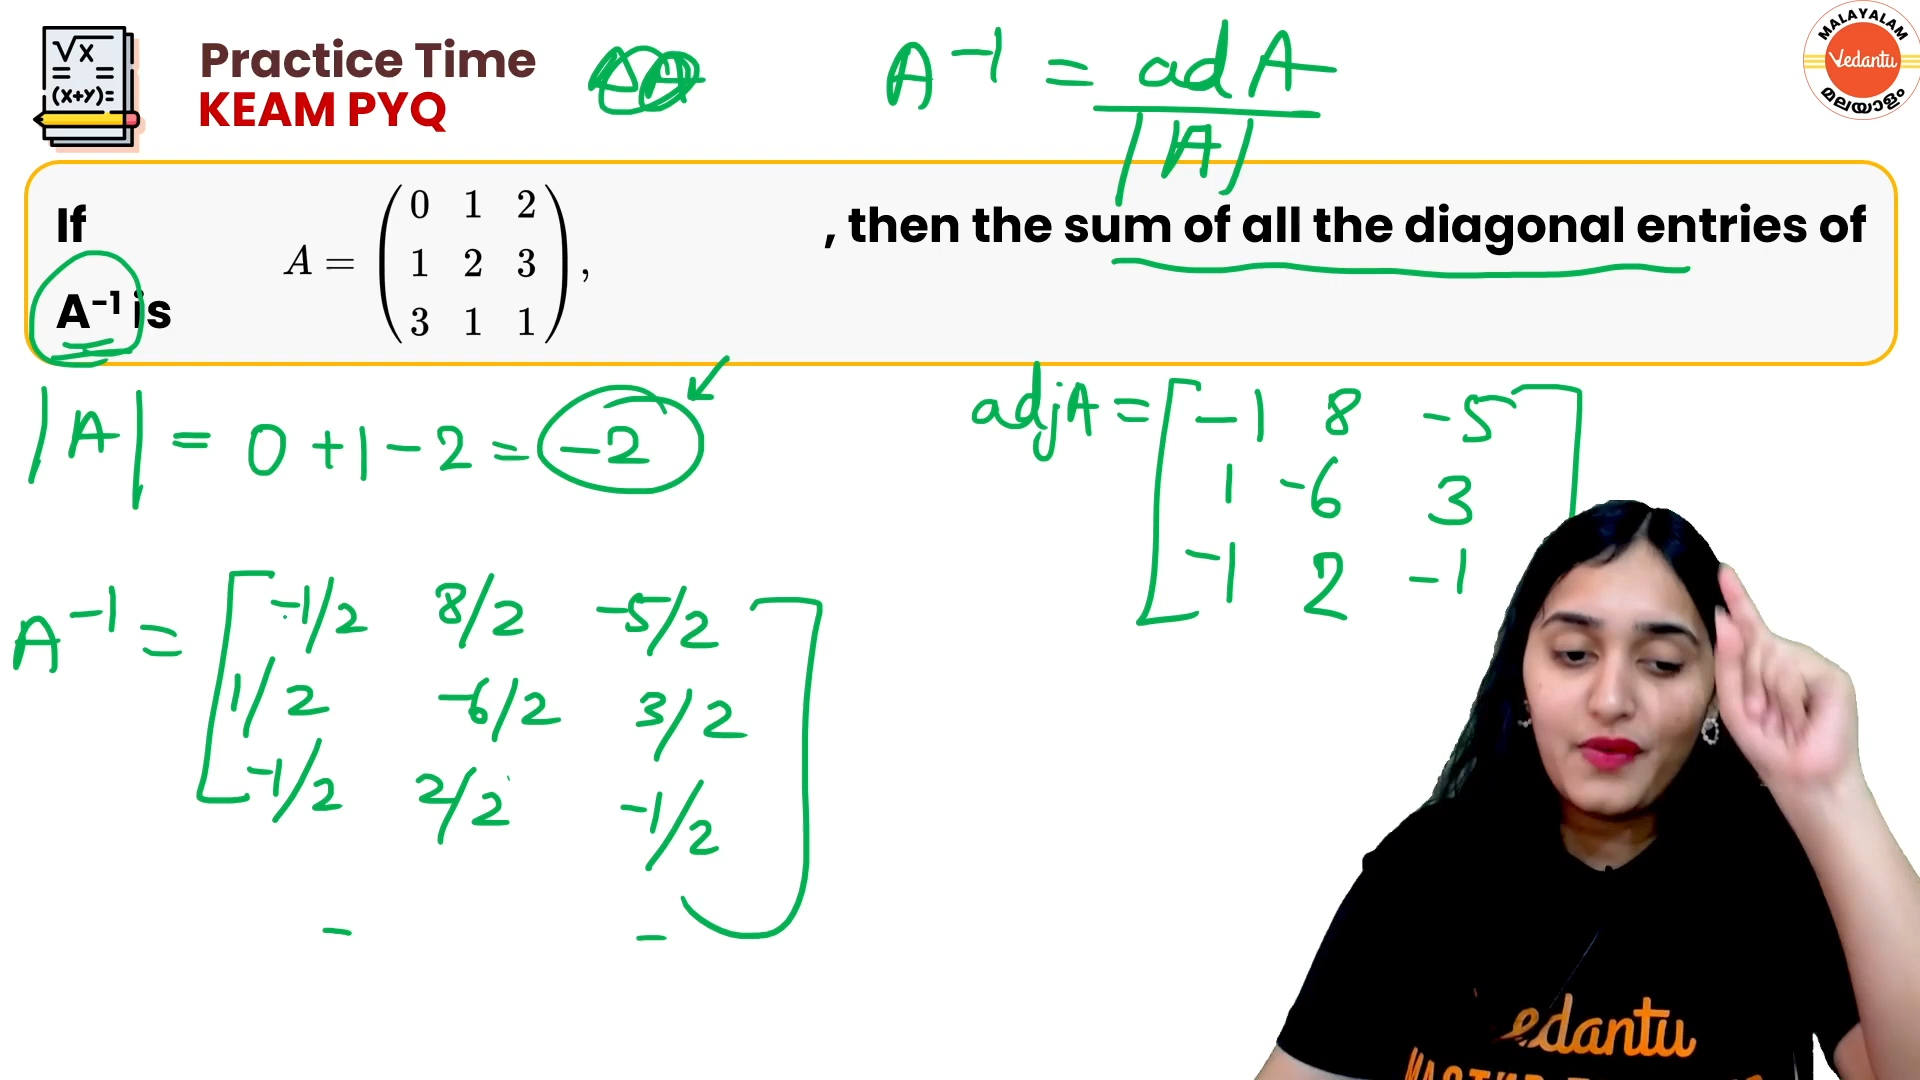 Practice Time
KEAM PYQ
A⁻¹ = ad A / |A|
MALAYALAM
Vedantu
മലയാളം
If A = (0 1 2
1 2 3
3 1 1), , then the sum of all the diagonal entries of
A⁻¹ is
√x
= =
(x+y)=
|A| = 0 + 1 - 2 = -2
adjA = [-1 8 -5
1 -6 3
-1 2 -1
A⁻¹ = [-1/2 8/2 -5/2
1/2 -6/2 3/2
-1/2 2/2 -1/2]
- -
edantu